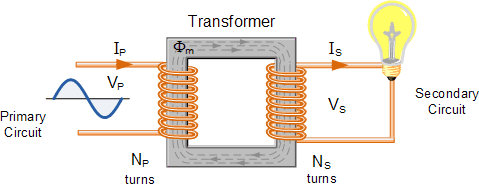 Transformer
Φm
IP
IS
VP
VS
Primary
Circuit
Secondary
Circuit
NP
turns
NS
turns